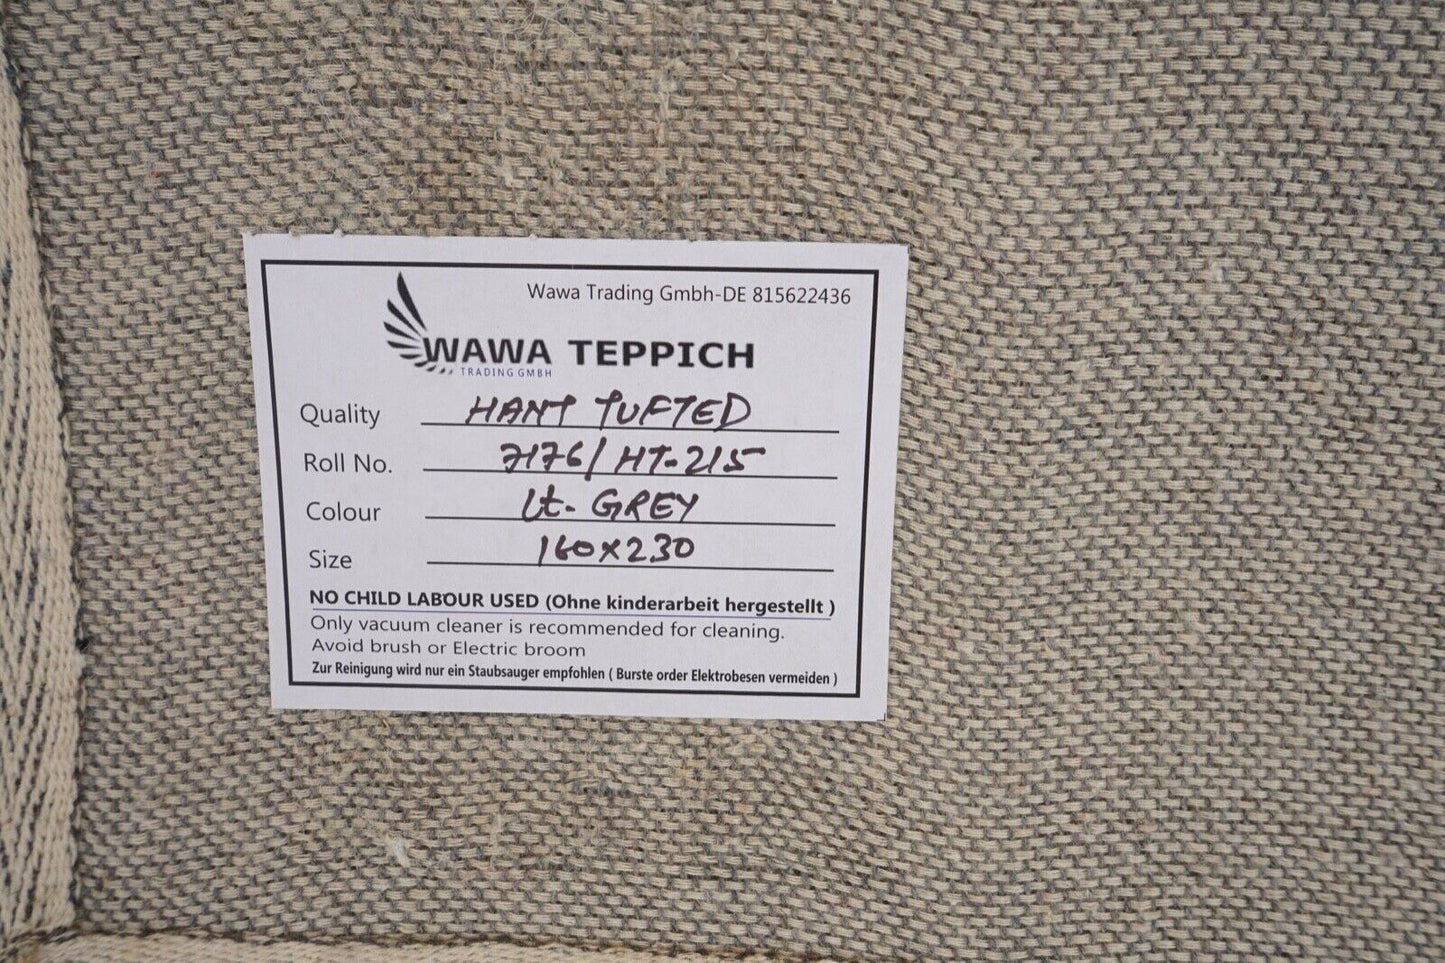 Wawa Trading Gmbh-DE 815622436
WAWA TEPPICH
TRADING GMBH
Quality HANT TUFTED
Roll No. 7176/HT-215
Colour Lt. GREY
Size 160x230
NO CHILD LABOUR USED (Ohne kinderarbeit hergestellt )
Only vacuum cleaner is recommended for cleaning.
Avoid brush or Electric broom
Zur Reinigung wird nur ein Staubsauger empfohlen ( Burste order Elektrobesen vermeiden )